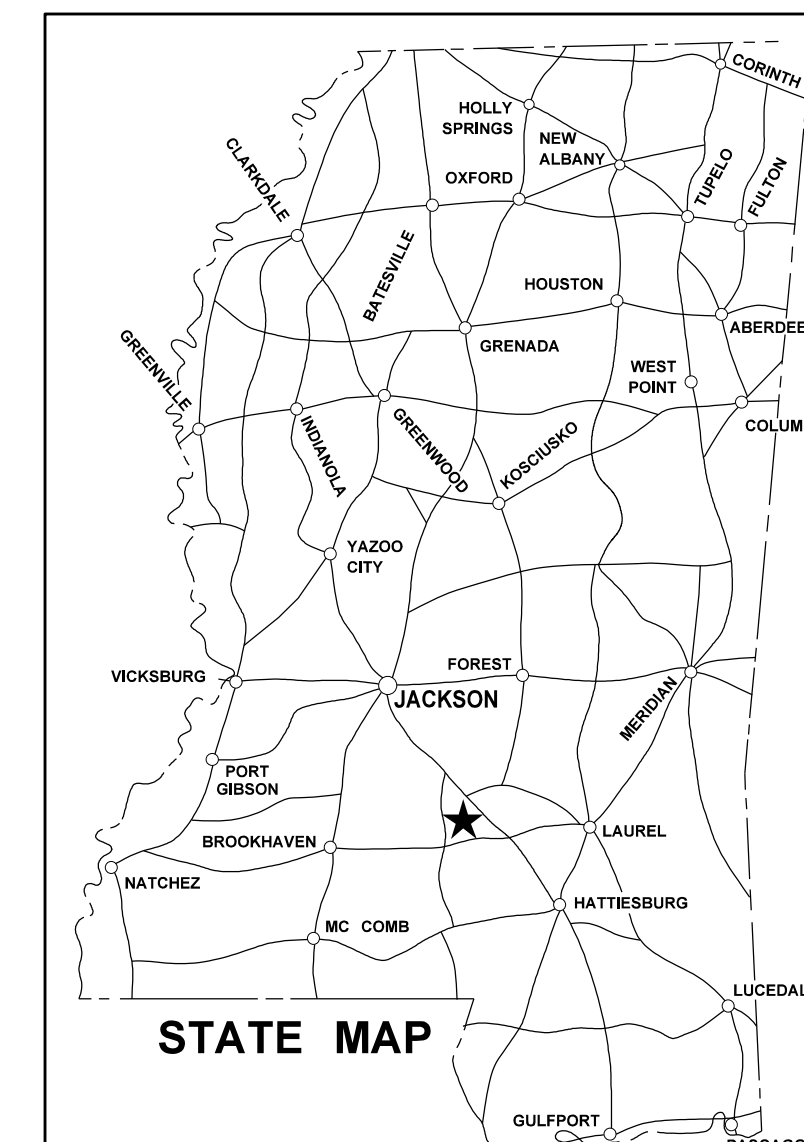 CORINTH
HOLLY
SPRINGS
NEW
ALBANY
CLARKDALE
OXFORD
TUPELO
FULTON
BATESVILLE
HOUSTON
ABERDEE
GREENVILLE
GRENADA
WEST
POINT
COLUM
INDIANOLA
GREENWOOD
KOSCIUSKO
YAZOO
CITY
VICKSBURG
FOREST
JACKSON
MERIDIAN
PORT
GIBSON
BROOKHAVEN
LAUREL
NATCHEZ
HATTIESBURG
MC COMB
LUCEDAL
STATE MAP
GULFPORT